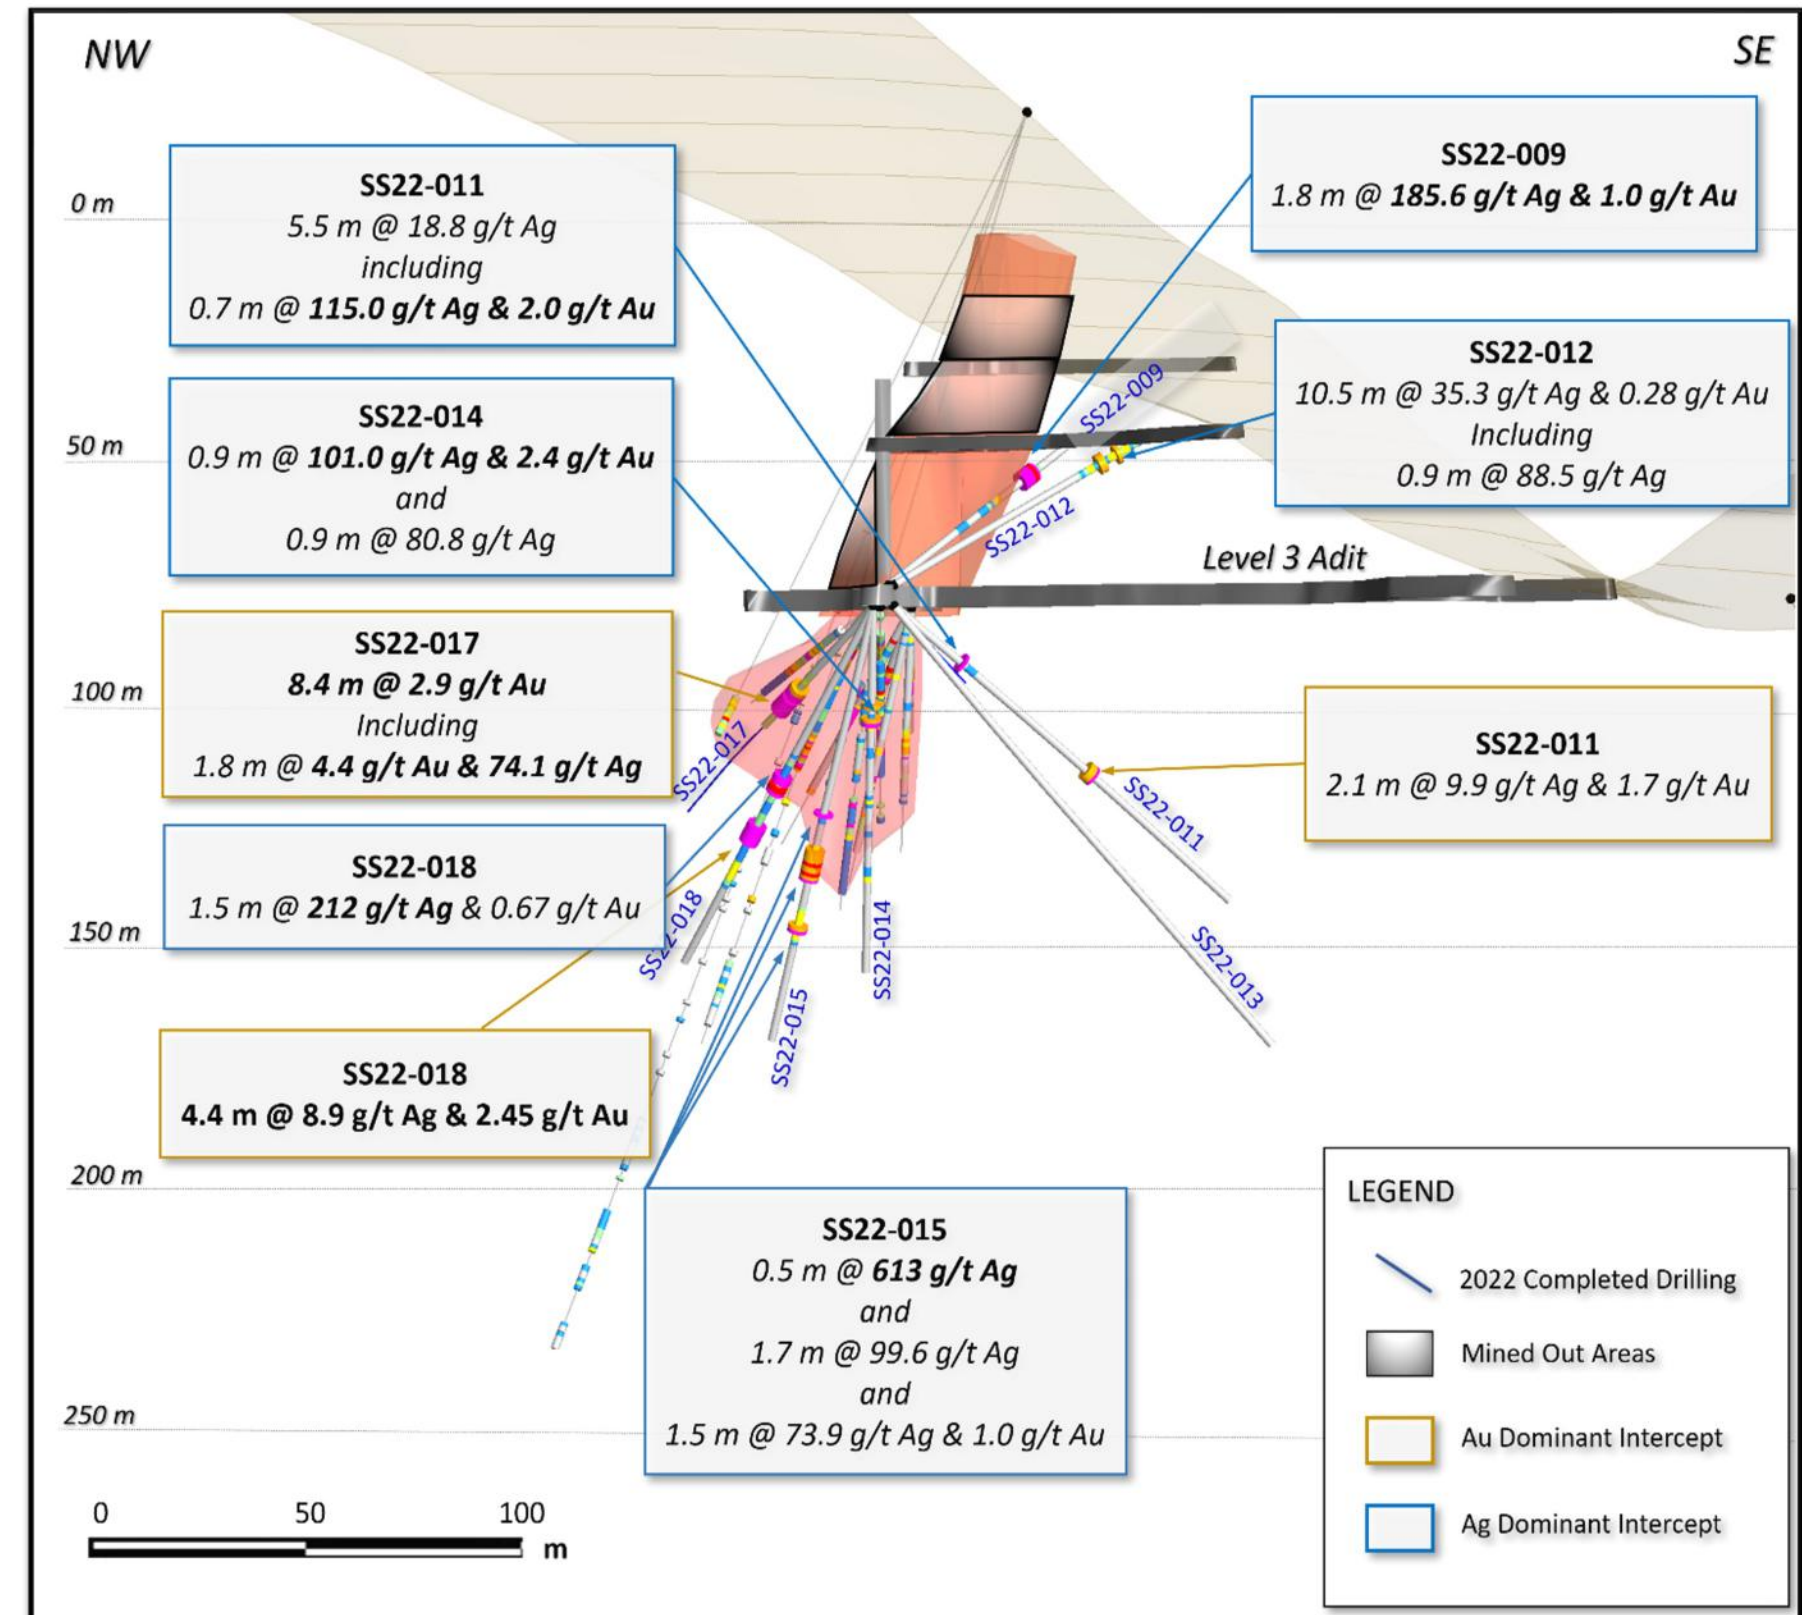 NW
SE
SS22-009
1.8 m @ 185.6 g/t Ag & 1.0 g/t Au
SS22-011
5.5 m @ 18.8 g/t Ag
including
0.7 m @ 115.0 g/t Ag & 2.0 g/t Au
0 m
SS22-012
10.5 m @ 35.3 g/t Ag & 0.28 g/t Au
Including
0.9 m @ 88.5 g/t Ag
SS22-014
0.9 m @ 101.0 g/t Ag & 2.4 g/t Au
and
0.9 m @ 80.8 g/t Ag
SS22-009
50 m
SS22-012
Level 3 Adit
SS22-017
8.4 m @ 2.9 g/t Au
Including
1.8 m @ 4.4 g/t Au & 74.1 g/t Ag
100 m
SS22-017
SS22-011
2.1 m @ 9.9 g/t Ag & 1.7 g/t Au
SS22-011
SS22-018
1.5 m @ 212 g/t Ag & 0.67 g/t Au
150 m
SS22-018
SS22-014
SS22-013
SS22-015
SS22-018
4.4 m @ 8.9 g/t Ag & 2.45 g/t Au
200 m
SS22-015
0.5 m @ 613 g/t Ag
and
1.7 m @ 99.6 g/t Ag
and
1.5 m @ 73.9 g/t Ag & 1.0 g/t Au
250 m
LEGEND
2022 Completed Drilling
Mined Out Areas
Au Dominant Intercept
Ag Dominant Intercept
0 50 100
m